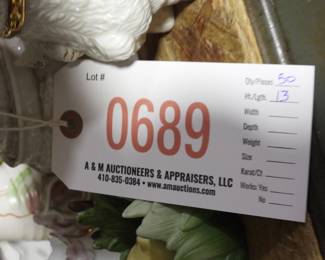 Lot #
0689
A & M AUCTIONEERS & APPRAISERS, LLC
410-835-0384 • www.amauctions.com
Qty/Pieces 50
Ht./Lgth. 13
Width
Depth
Weight
Size
Karat/Ct
Works: Yes
No